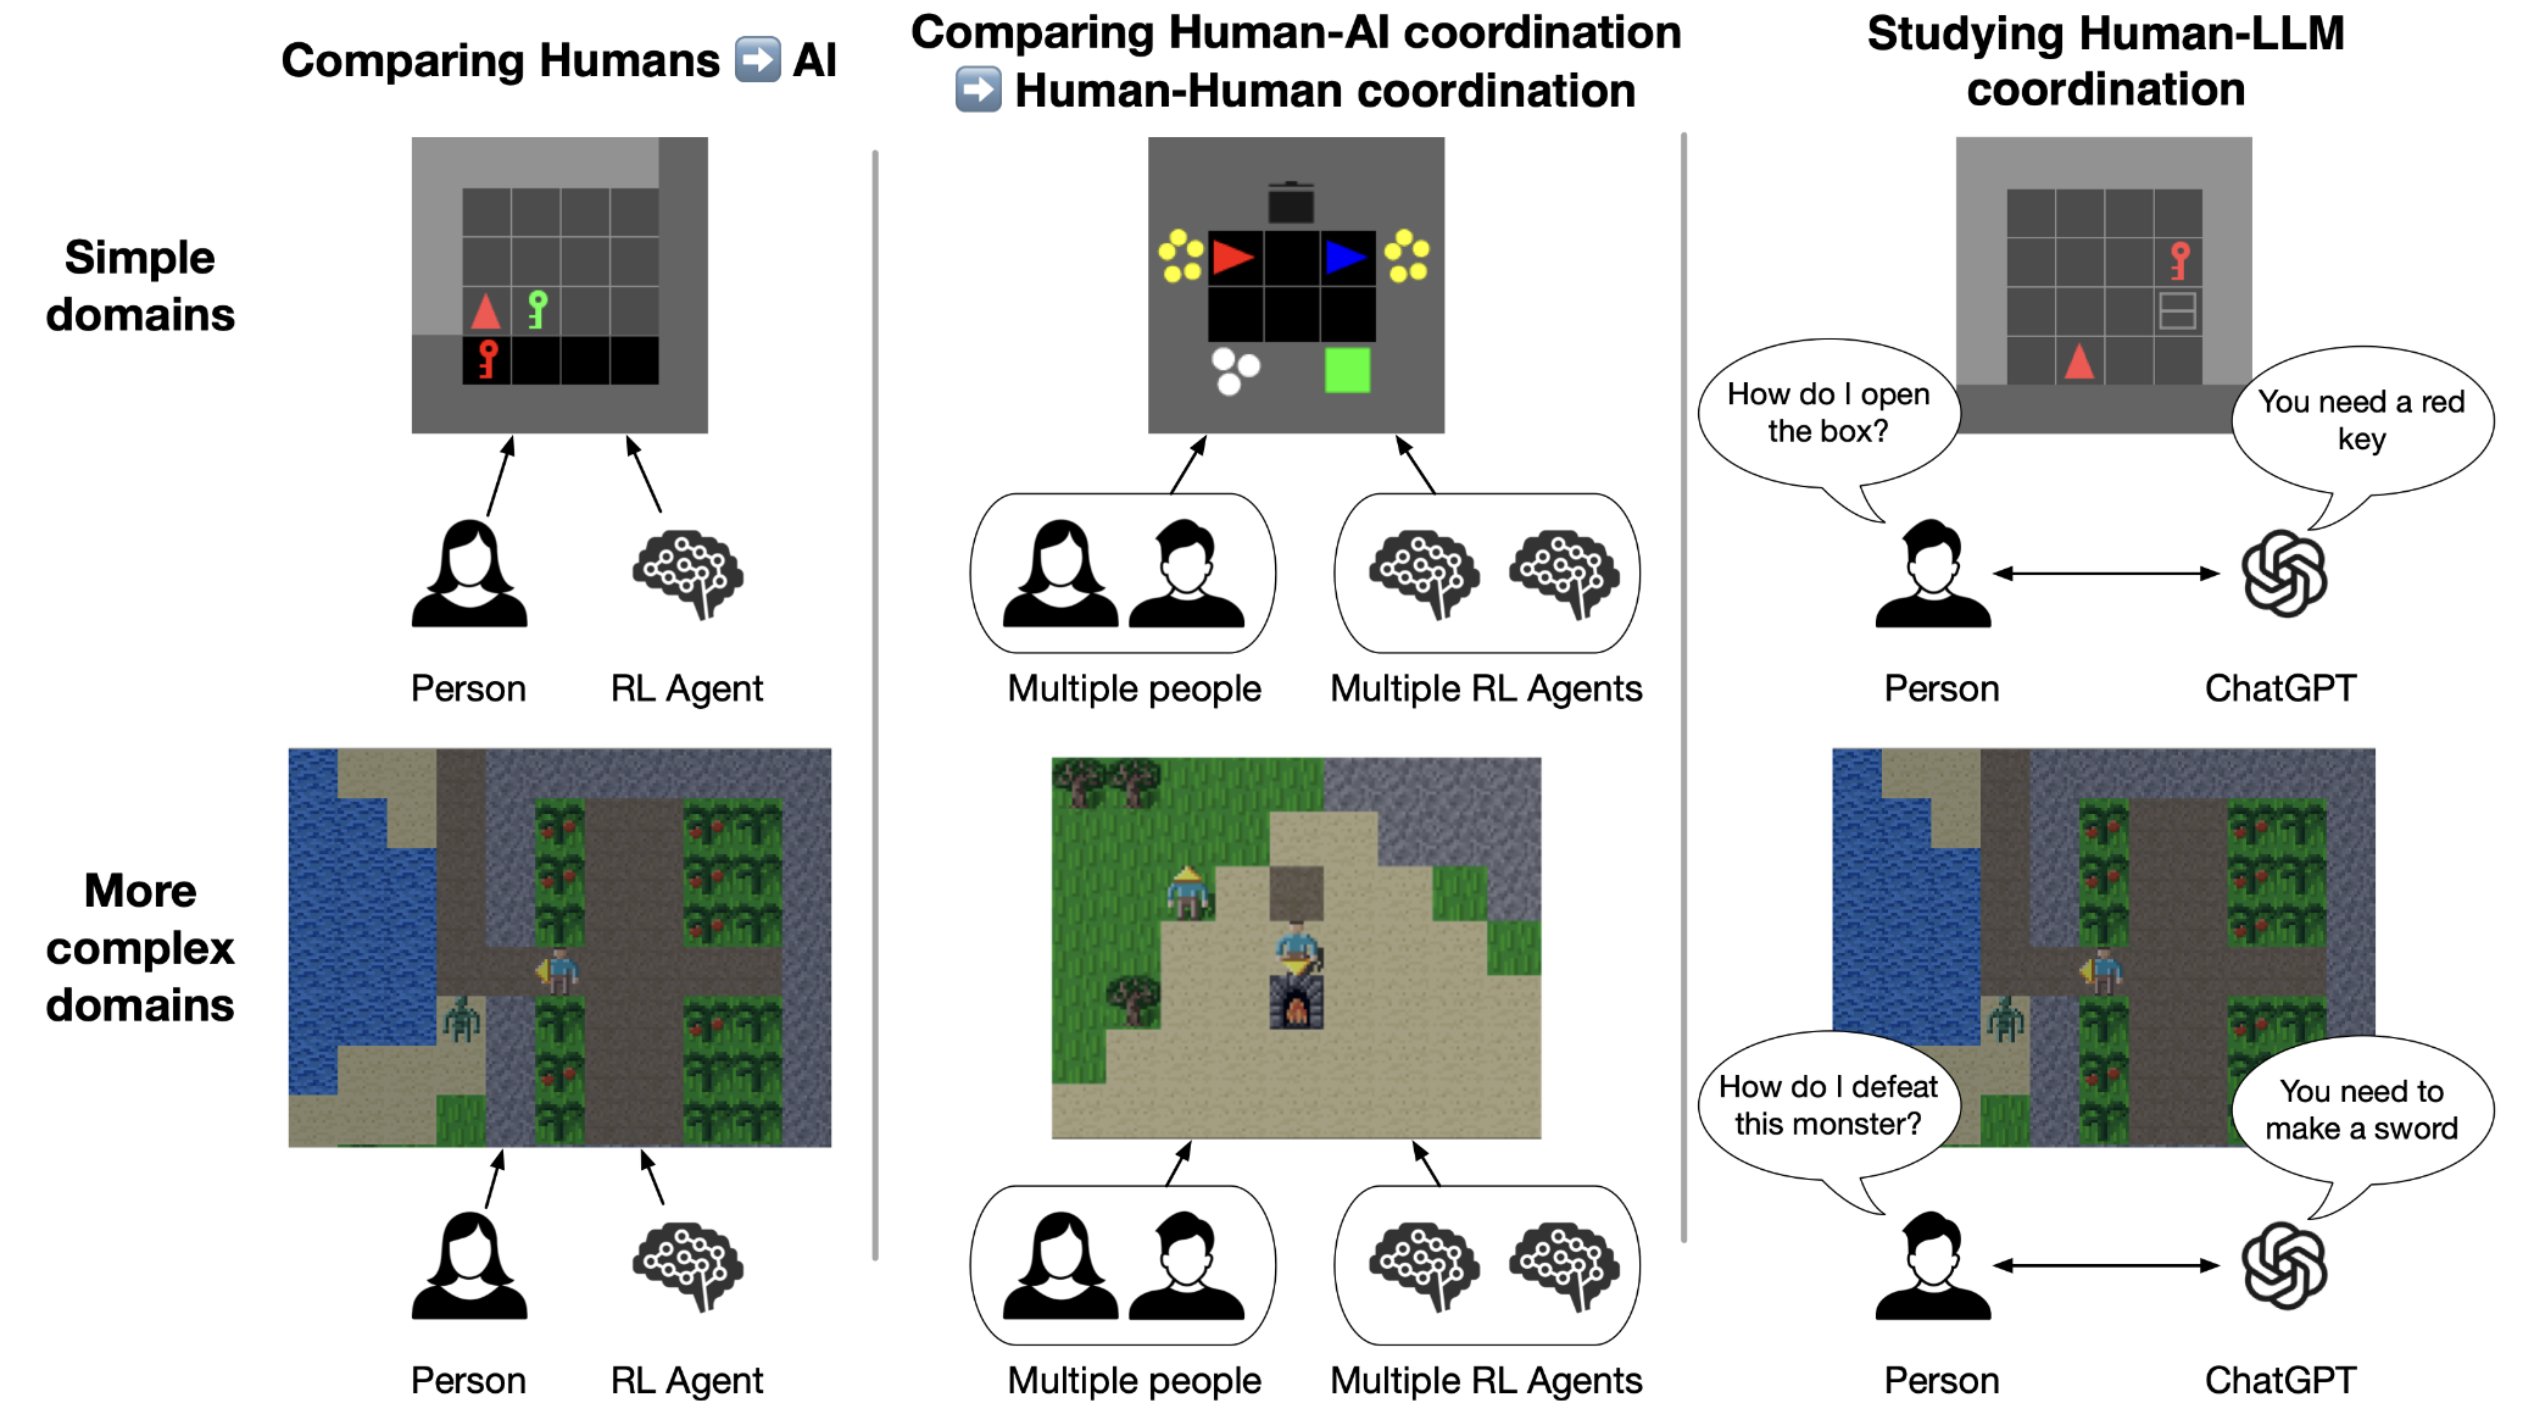 Comparing Humans ➡ AI
Comparing Human-AI coordination
➡ Human-Human coordination
Studying Human-LLM
coordination
Simple
domains
How do I open
the box?
You need a red
key
Person
RL Agent
Multiple people
Multiple RL Agents
Person
ChatGPT
More
complex
domains
How do I defeat
this monster?
You need to
make a sword
Person
RL Agent
Multiple people
Multiple RL Agents
Person
ChatGPT